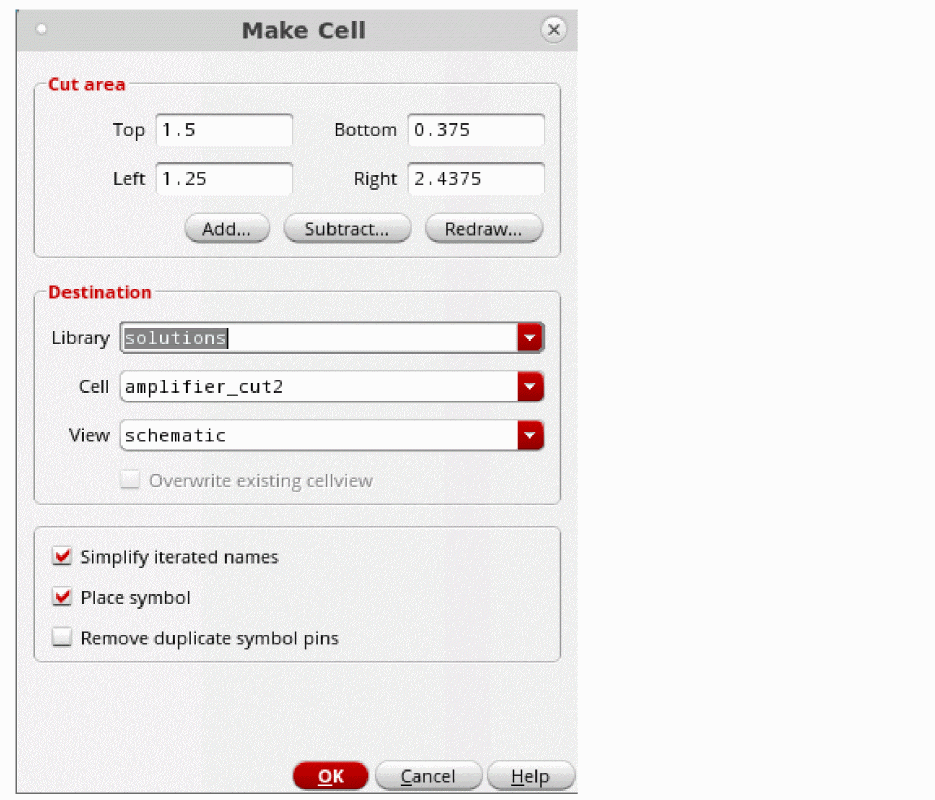 Make Cell
Cut area
Top 1.5 Bottom 0.375
Left 1.25 Right 2.4375
Add... Subtract... Redraw...
Destination
Library solutions
Cell amplifier_cut2
View schematic
Overwrite existing cellview
Simplify iterated names
Place symbol
Remove duplicate symbol pins
OK Cancel Help